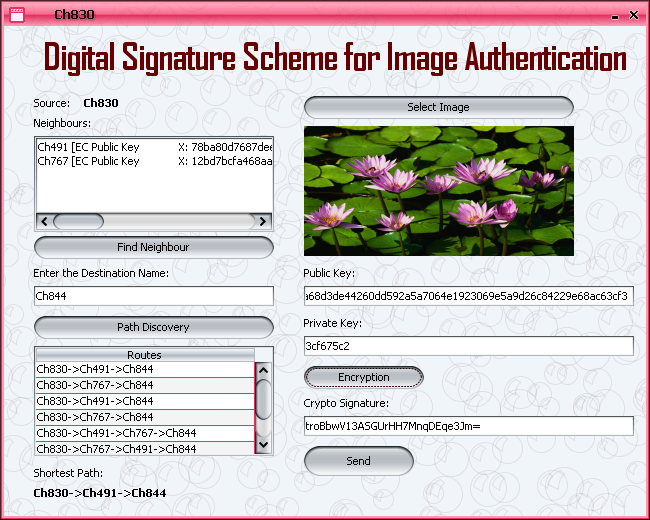 Ch830
Digital Signature Scheme for Image Authentication
Source: Ch830
Neighbours:
Ch491 [EC Public Key X: 78ba80d7687dee
Ch767 [EC Public Key X: 12bd7bcfa468aa
Find Neighbour
Enter the Destination Name:
Ch844
Path Discovery
Routes
Ch830->Ch491->Ch844
Ch830->Ch767->Ch844
Ch830->Ch491->Ch844
Ch830->Ch767->Ch844
Ch830->Ch491->Ch767->Ch844
Ch830->Ch767->Ch491->Ch844
Shortest Path:
Ch830->Ch491->Ch844
Select Image
Public Key:
a68d3de44260dd592a5a7064e1923069e5a9d26c84229e68ac63cf3
Private Key:
3cf675c2
Encryption
Crypto Signature:
troBbwV13ASGUrHH7MnqDEqe3Jm=
Send